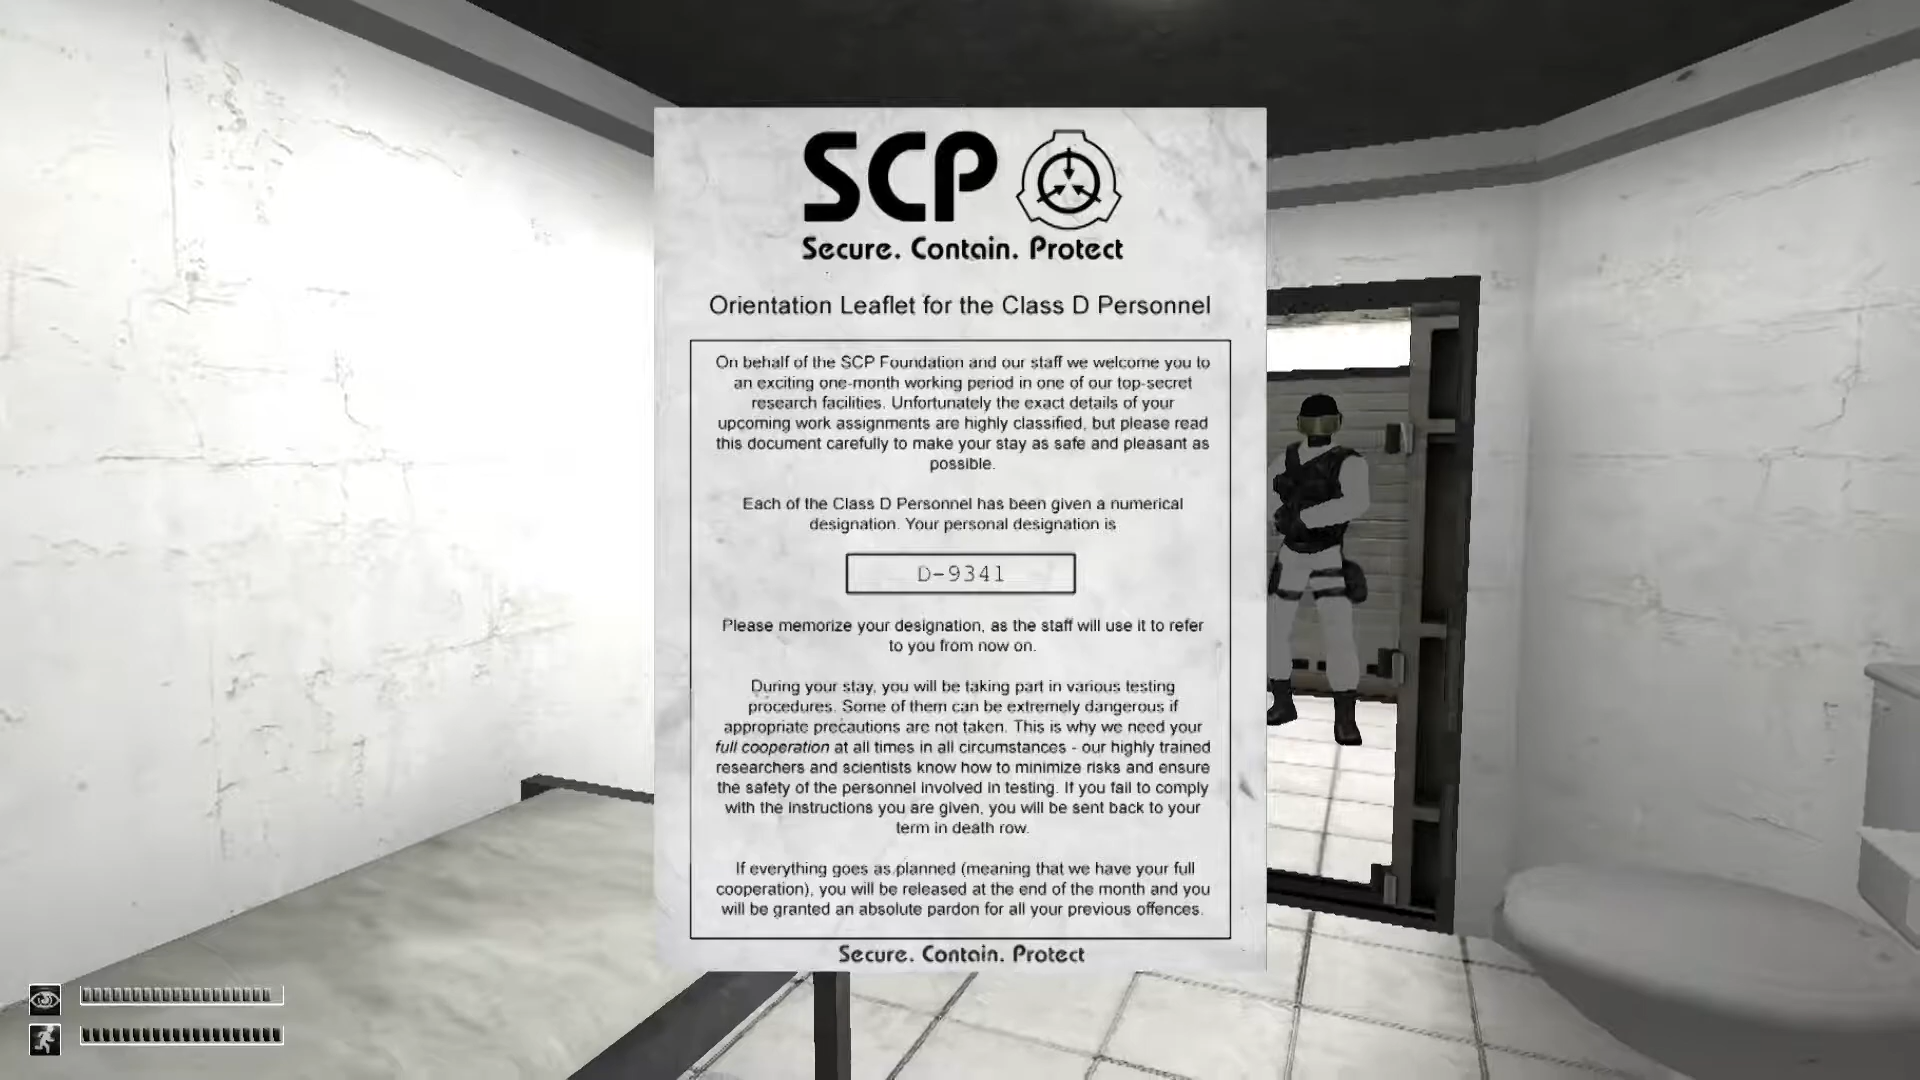 SCP
Secure. Contain. Protect
Orientation Leaflet for the Class D Personnel
On behalf of the SCP Foundation and our staff we welcome you to
an exciting one-month working period in one of our top-secret
research facilities. Unfortunately the exact details of your
upcoming work assignments are highly classified, but please read
this document carefully to make your stay as safe and pleasant as
possible.
Each of the Class D Personnel has been given a numerical
designation. Your personal designation is
D-9341
Please memorize your designation, as the staff will use it to refer
to you from now on.
During your stay, you will be taking part in various testing
procedures. Some of them can be extremely dangerous if
appropriate precautions are not taken. This is why we need your
full cooperation at all times in all circumstances - our highly trained
researchers and scientists know how to minimize risks and ensure
the safety of the personnel involved in testing. If you fail to comply
with the instructions you are given, you will be sent back to your
term in death row.
If everything goes as planned (meaning that we have your full
cooperation), you will be released at the end of the month and you
will be granted an absolute pardon for all your previous offences.
Secure. Contain. Protect